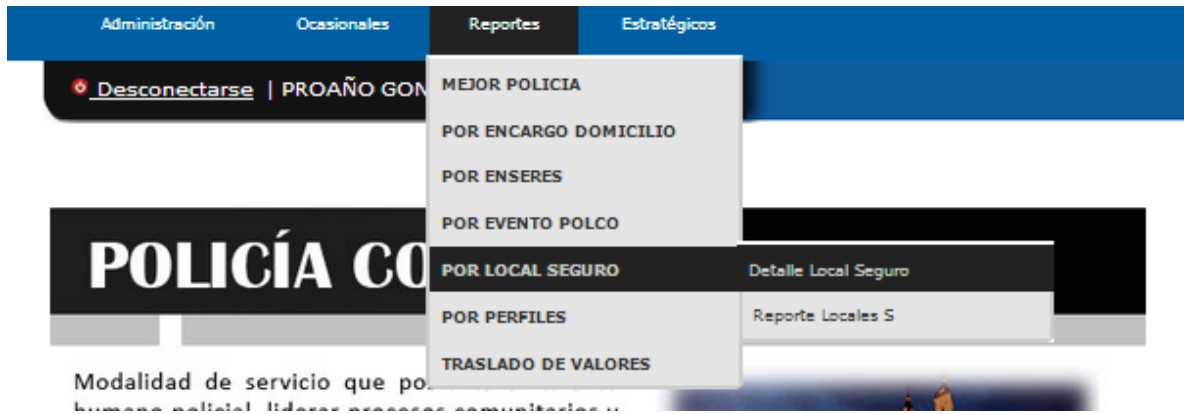 Administración Ocasionales Reportes Estratégicos
Desconectarse | PROAÑO GON
MEJOR POLICIA
POR ENCARGO DOMICILIO
POR ENSERES
POR EVENTO POLCO
POR LOCAL SEGURO
Detalle Local Seguro
Reporte Locales S
POR PERFILES
TRASLADO DE VALORES
POLICÍA CO
Modalidad de servicio que po
humano policial, liderar procesos comunitarios y